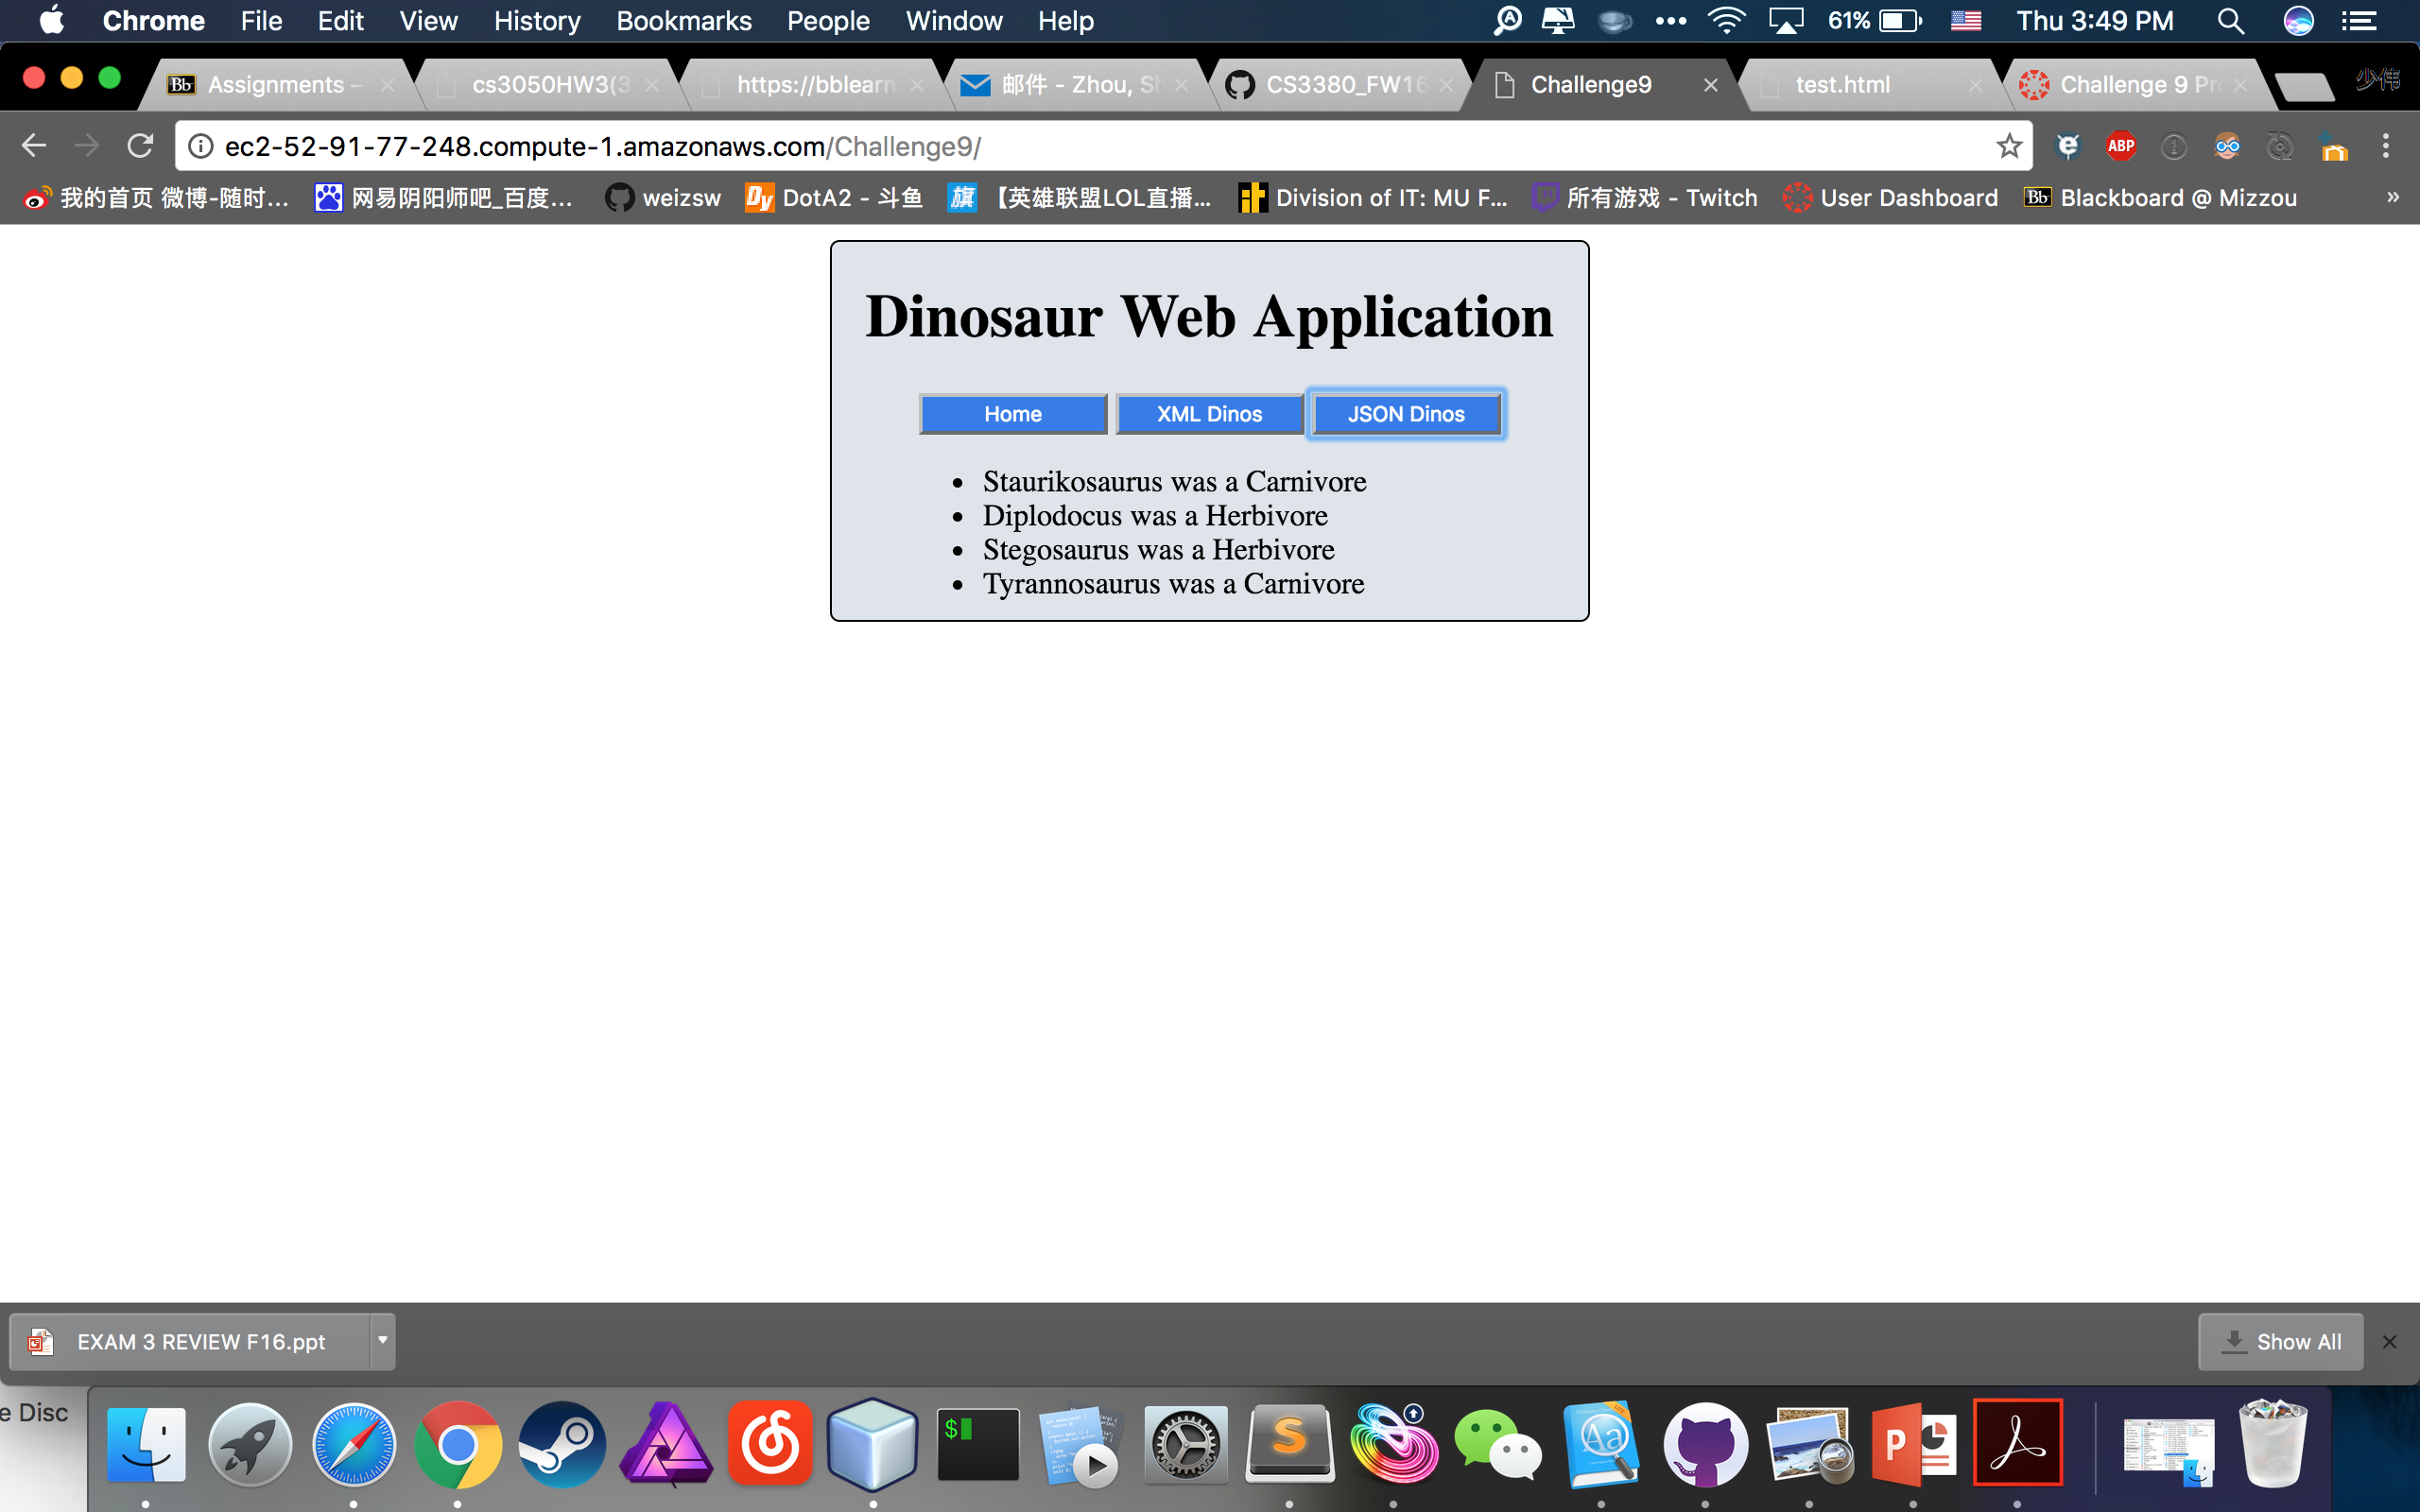 Chrome File Edit View History Bookmarks People Window Help 61% Thu 3:49 PM
Bb Assignments – cs3050HW3(3 https://bblearn 邮件 - Zhou, Sh CS3380_FW16 Challenge9 test.html Challenge 9 Pr 少伟
ec2-52-91-77-248.compute-1.amazonaws.com/Challenge9/ ABP
我的首页 微博-随时... 网易阴阳师吧_百度... weizsw Dy DotA2 - 斗鱼 旗 【英雄联盟LOL直播... Division of IT: MU F... 所有游戏 - Twitch User Dashboard Bb Blackboard @ Mizzou »
Dinosaur Web Application
Home XML Dinos JSON Dinos
• Staurikosaurus was a Carnivore
• Diplodocus was a Herbivore
• Stegosaurus was a Herbivore
• Tyrannosaurus was a Carnivore
EXAM 3 REVIEW F16.ppt Show All
e Disc